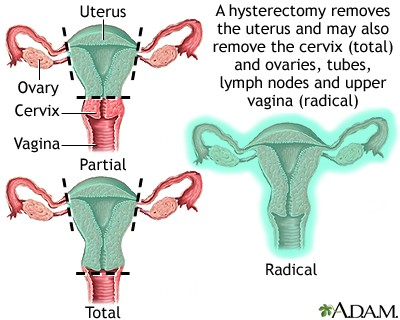 Uterus
Ovary
Cervix
Vagina
Partial
Total
A hysterectomy removes
the uterus and may also
remove the cervix (total)
and ovaries, tubes,
lymph nodes and upper
vagina (radical)
Radical
ADAM.